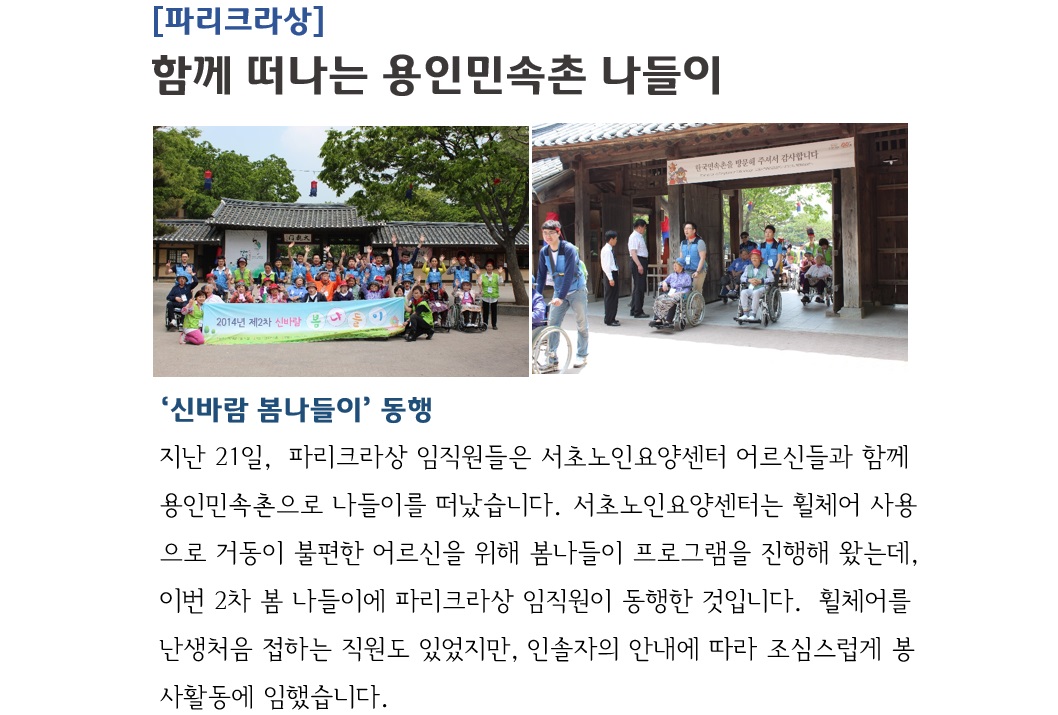 [파리크라상]
함께 떠나는 용인민속촌 나들이
한국민속촌을 방문해 주셔서 감사합니다
2014년 제2차 신바람 봄 나 들 이
‘신바람 봄나들이’ 동행
지난 21일, 파리크라상 임직원들은 서초노인요양센터 어르신들과 함께
용인민속촌으로 나들이를 떠났습니다. 서초노인요양센터는 휠체어 사용
으로 거동이 불편한 어르신을 위해 봄나들이 프로그램을 진행해 왔는데,
이번 2차 봄 나들이에 파리크라상 임직원이 동행한 것입니다. 휠체어를
난생처음 접하는 직원도 있었지만, 인솔자의 안내에 따라 조심스럽게 봉
사활동에 임했습니다.